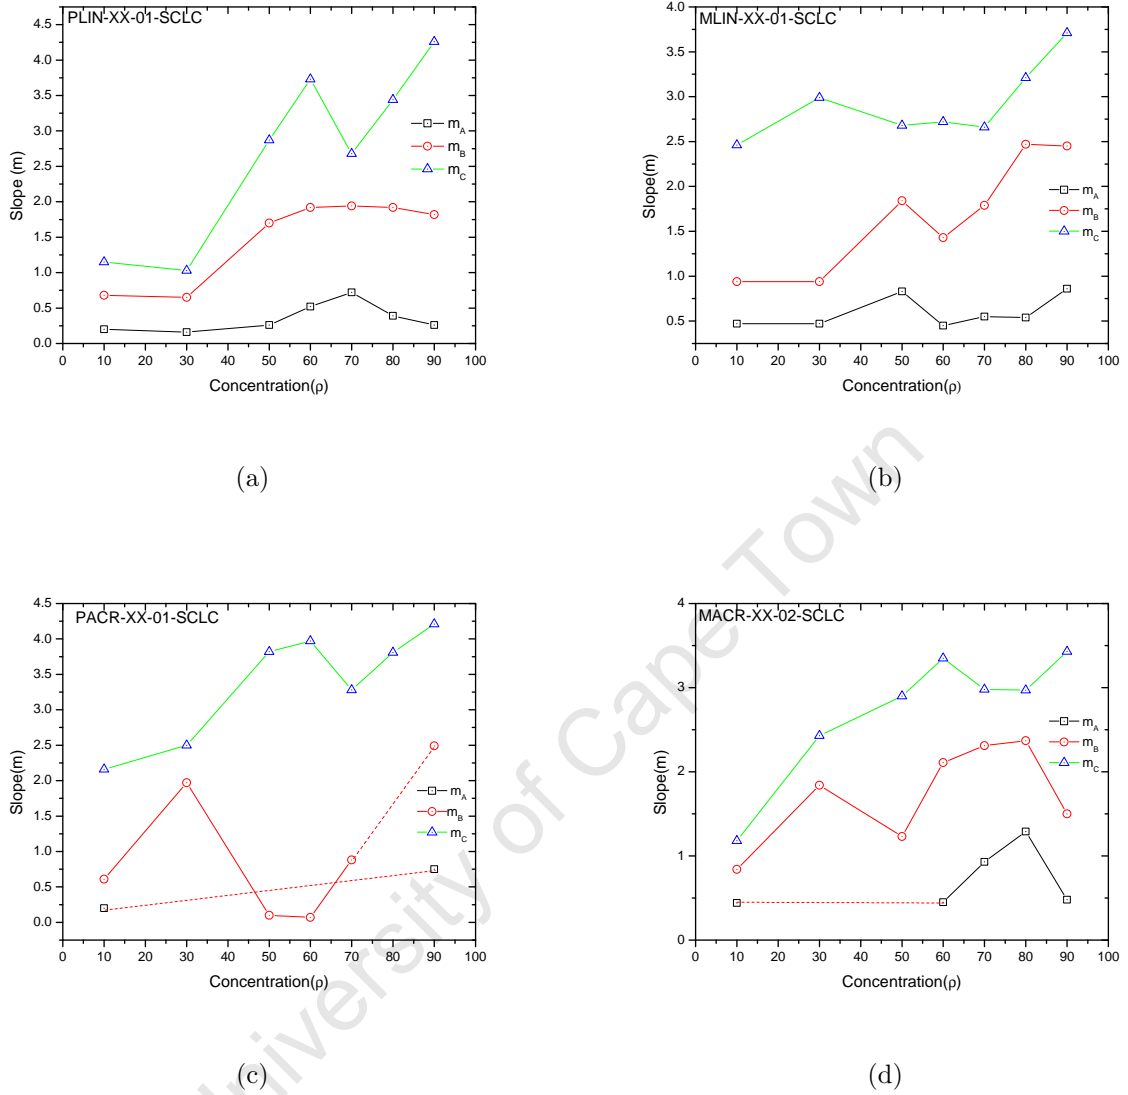 PLIN-XX-01-SCLC
4.5
4.0
3.5
3.0
2.5
2.0
1.5
1.0
0.5
0.0
Slope (m)
m_A
m_B
m_C
0 10 20 30 40 50 60 70 80 90 100
Concentration(ρ)
(a)
MLIN-XX-01-SCLC
4.0
3.5
3.0
2.5
2.0
1.5
1.0
0.5
Slope(m)
m_A
m_B
m_C
0 10 20 30 40 50 60 70 80 90 100
Concentration(ρ)
(b)
PACR-XX-01-SCLC
4.5
4.0
3.5
3.0
2.5
2.0
1.5
1.0
0.5
0.0
Slope(m)
m_A
m_B
m_C
0 10 20 30 40 50 60 70 80 90 100
Concentration(ρ)
(c)
MACR-XX-02-SCLC
4
3
2
1
0
Slope(m)
m_A
m_B
m_C
0 10 20 30 40 50 60 70 80 90 100
Concentration(ρ)
(d)
University of Cape Town